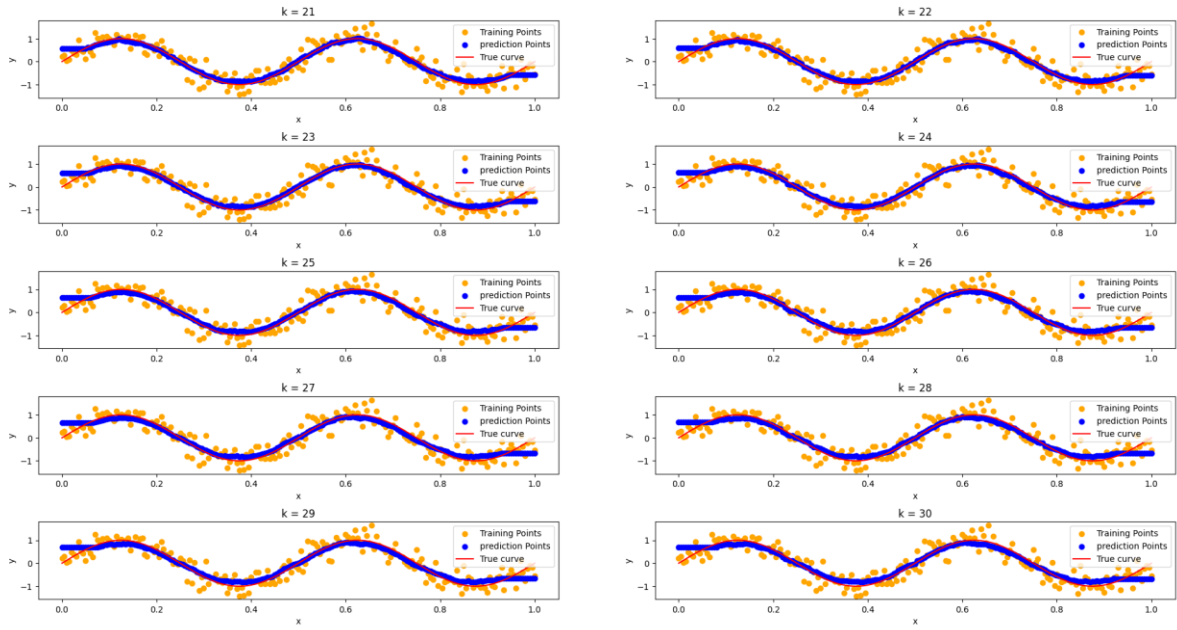 k = 21
1
0
−1
y
0.0 0.2 0.4 0.6 0.8 1.0
x
Training Points
prediction Points
True curve
k = 22
1
0
−1
y
0.0 0.2 0.4 0.6 0.8 1.0
x
Training Points
prediction Points
True curve
k = 23
1
0
−1
y
0.0 0.2 0.4 0.6 0.8 1.0
x
Training Points
prediction Points
True curve
k = 24
1
0
−1
y
0.0 0.2 0.4 0.6 0.8 1.0
x
Training Points
prediction Points
True curve
k = 25
1
0
−1
y
0.0 0.2 0.4 0.6 0.8 1.0
x
Training Points
prediction Points
True curve
k = 26
1
0
−1
y
0.0 0.2 0.4 0.6 0.8 1.0
x
Training Points
prediction Points
True curve
k = 27
1
0
−1
y
0.0 0.2 0.4 0.6 0.8 1.0
x
Training Points
prediction Points
True curve
k = 28
1
0
−1
y
0.0 0.2 0.4 0.6 0.8 1.0
x
Training Points
prediction Points
True curve
k = 29
1
0
−1
y
0.0 0.2 0.4 0.6 0.8 1.0
x
Training Points
prediction Points
True curve
k = 30
1
0
−1
y
0.0 0.2 0.4 0.6 0.8 1.0
x
Training Points
prediction Points
True curve